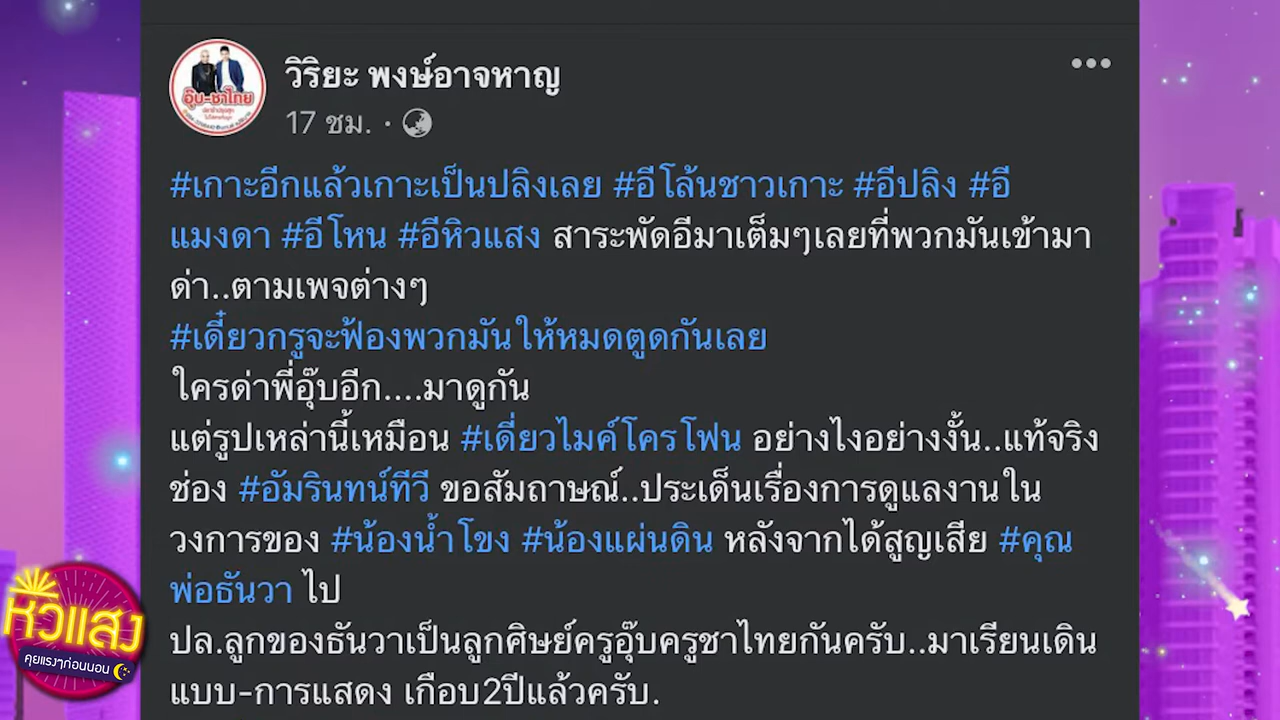 วิริยะ พงษ์อาจหาญ
17 ชม. ·
#เกาะอีกแล้วเกาะเป็นปลิงเลย #อีโล้นชาวเกาะ #อีปลิง #อี
แมงดา #อีโหน #อีหิวแสง สาระพัดอีมาเต็มๆเลยที่พวกมันเข้ามา
ด่า..ตามเพจต่างๆ
#เดี๋ยวกรูจะฟ้องพวกมันให้หมดตูดกันเลย
ใครด่าพี่อุ๊บอีก....มาดูกัน
แต่รูปเหล่านี้เหมือน #เดี่ยวไมค์โครโฟน อย่างไงอย่างงั้น..แท้จริง
ช่อง #อัมรินทน์ทีวี ขอสัมถาษณ์..ประเด็นเรื่องการดูแลงานใน
วงการของ #น้องน้ำโขง #น้องแผ่นดิน หลังจากได้สูญเสีย #คุณ
พ่อธันวา ไป
ปล.ลูกของธันวาเป็นลูกศิษย์ครูอุ๊บครูชาไทยกันครับ..มาเรียนเดิน
แบบ-การแสดง เกือบ2ปีแล้วครับ.
อุ๊บ-ชาไทย
หิวแสง
คุยแรงๆก่อนนอน